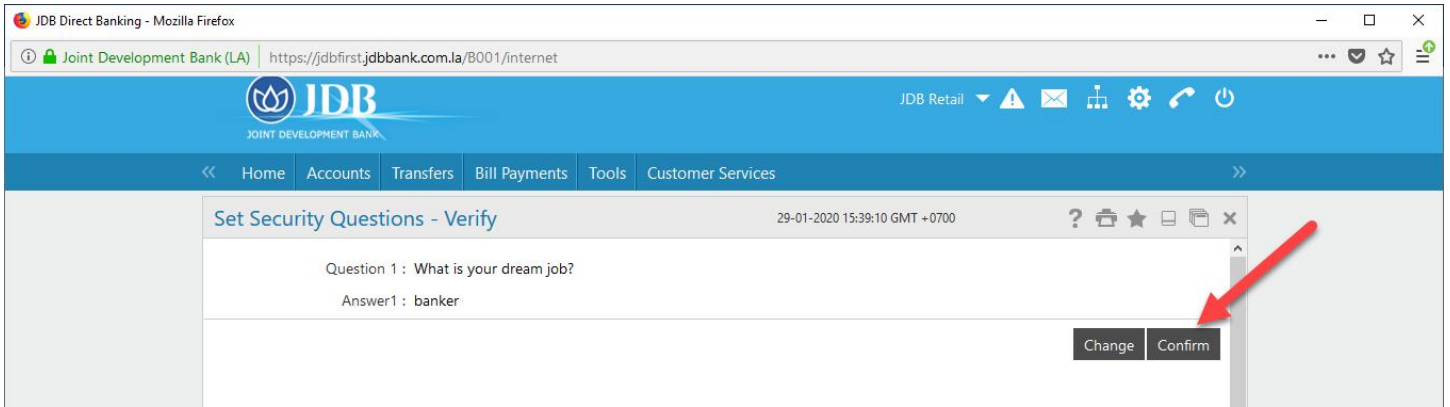 JDB Direct Banking - Mozilla Firefox
Joint Development Bank (LA) https://jdbfirst.jdbbank.com.la/B001/internet
JDB
JOINT DEVELOPMENT BANK
JDB Retail
Home Accounts Transfers Bill Payments Tools Customer Services
Set Security Questions - Verify 29-01-2020 15:39:10 GMT +0700
Question 1 : What is your dream job?
Answer1 : banker
Change Confirm